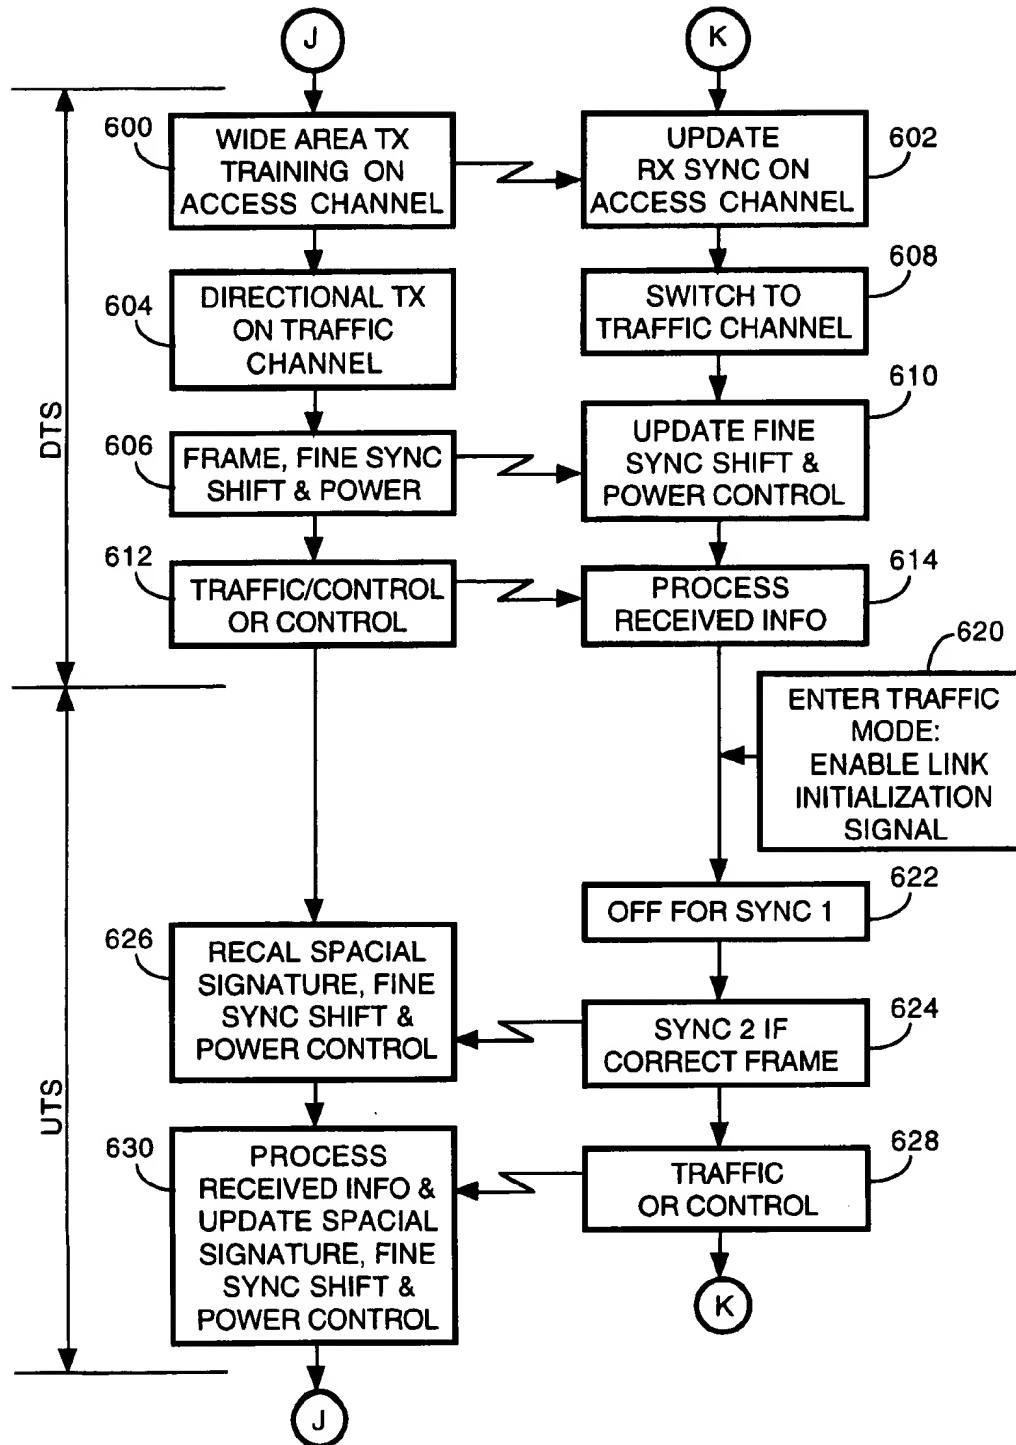 J
K
600
WIDE AREA TX
TRAINING ON
ACCESS CHANNEL
UPDATE
RX SYNC ON
ACCESS CHANNEL
602
604
DIRECTIONAL TX
ON TRAFFIC
CHANNEL
SWITCH TO
TRAFFIC CHANNEL
608
DTS
606
FRAME, FINE SYNC
SHIFT & POWER
UPDATE FINE
SYNC SHIFT &
POWER CONTROL
610
612
TRAFFIC/CONTROL
OR CONTROL
PROCESS
RECEIVED INFO
614
620
ENTER TRAFFIC
MODE:
ENABLE LINK
INITIALIZATION
SIGNAL
OFF FOR SYNC 1
622
UTS
626
RECAL SPACIAL
SIGNATURE, FINE
SYNC SHIFT &
POWER CONTROL
SYNC 2 IF
CORRECT FRAME
624
630
PROCESS
RECEIVED INFO &
UPDATE SPACIAL
SIGNATURE, FINE
SYNC SHIFT &
POWER CONTROL
TRAFFIC
OR CONTROL
628
K
J